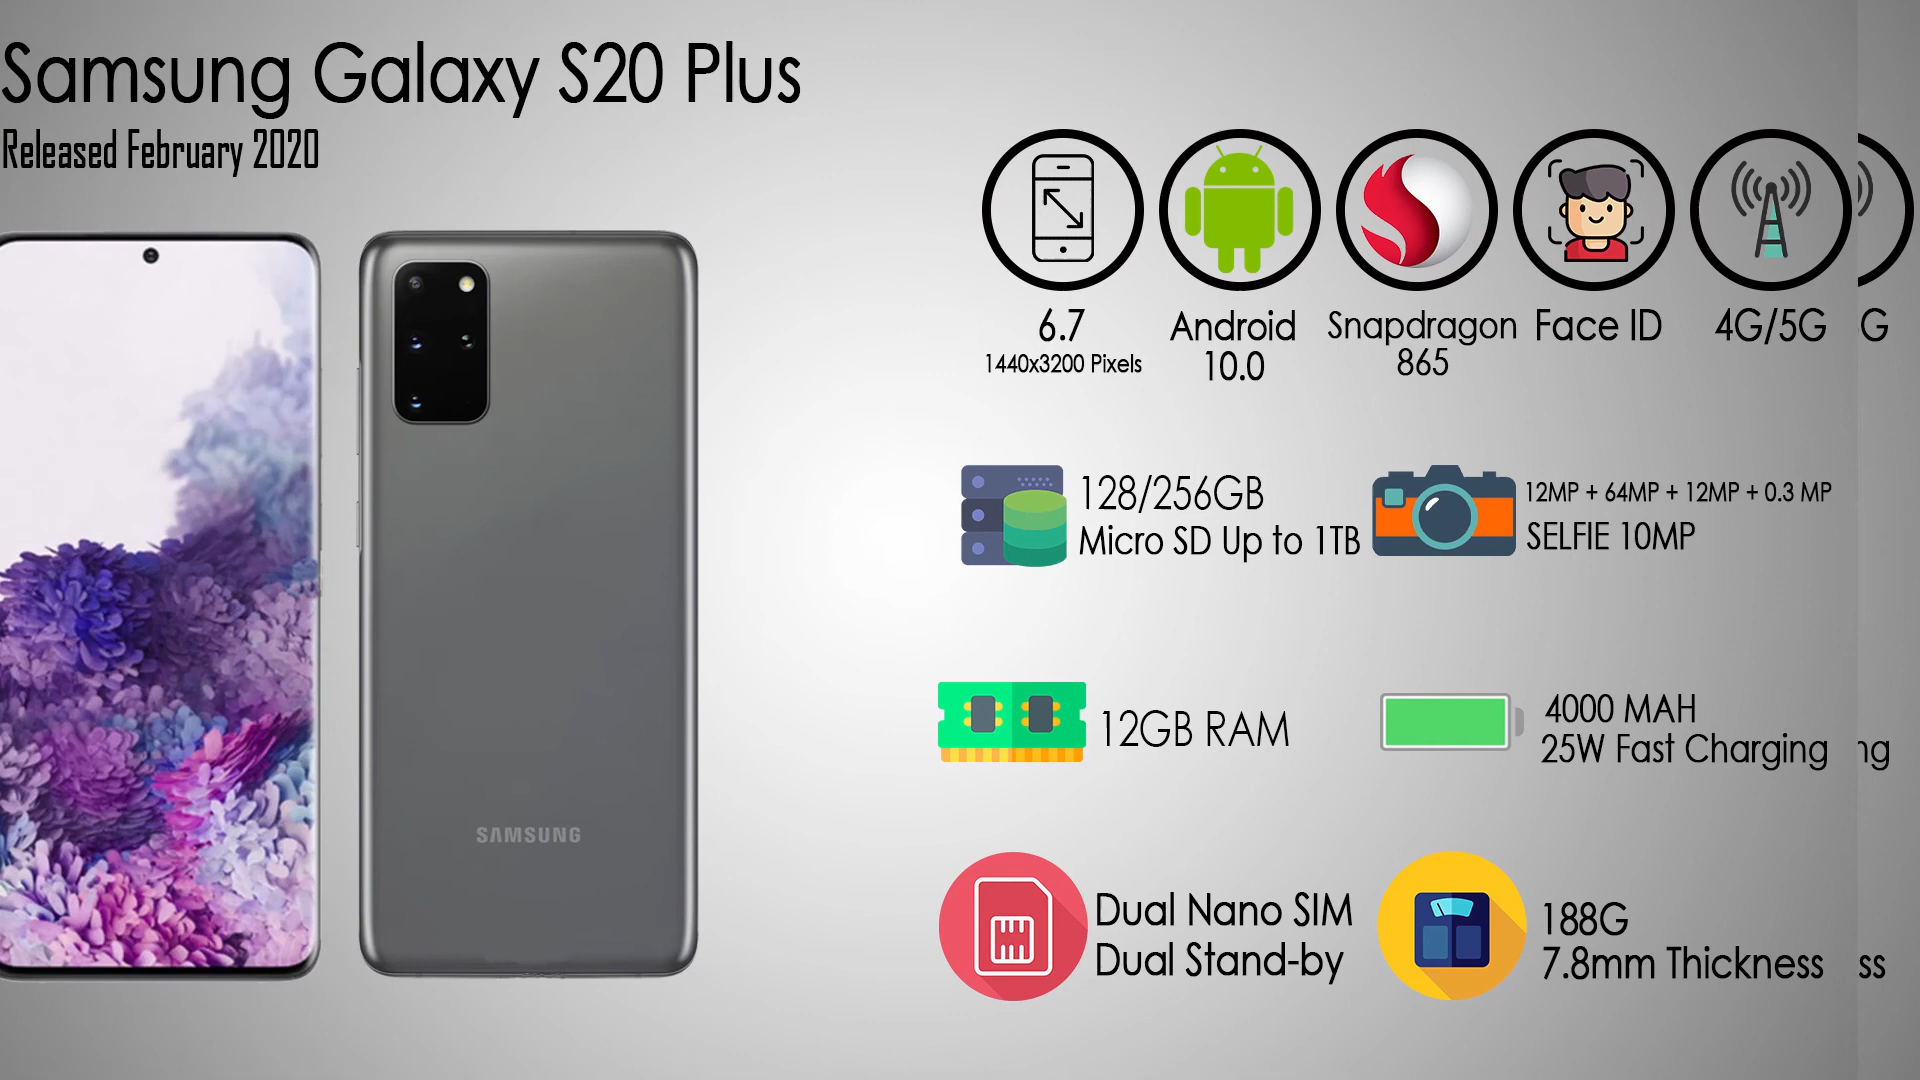 Samsung Galaxy S20 Plus
Released February 2020
6.7
1440x3200 Pixels
Android
10.0
Snapdragon
865
Face ID
4G/5G
G
128/256GB
Micro SD Up to 1TB
12MP + 64MP + 12MP + 0.3 MP
SELFIE 10MP
12GB RAM
4000 MAH
25W Fast Charging
ng
SAMSUNG
Dual Nano SIM
Dual Stand-by
188G
7.8mm Thickness
ss